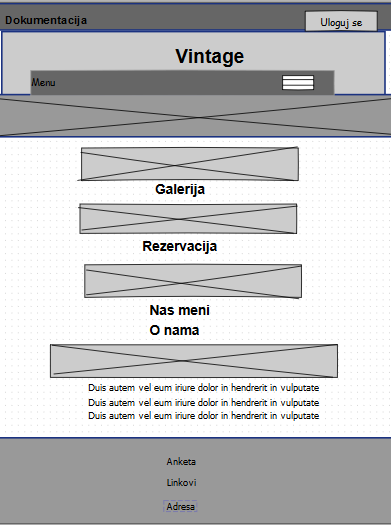 Dokumentacija
Uloguj se
Vintage
Menu
Galerija
Rezervacija
Nas meni
O nama
Duis autem vel eum iriure dolor in hendrerit in vulputate
Duis autem vel eum iriure dolor in hendrerit in vulputate
Duis autem vel eum iriure dolor in hendrerit in vulputate
Anketa
Linkovi
Adresa